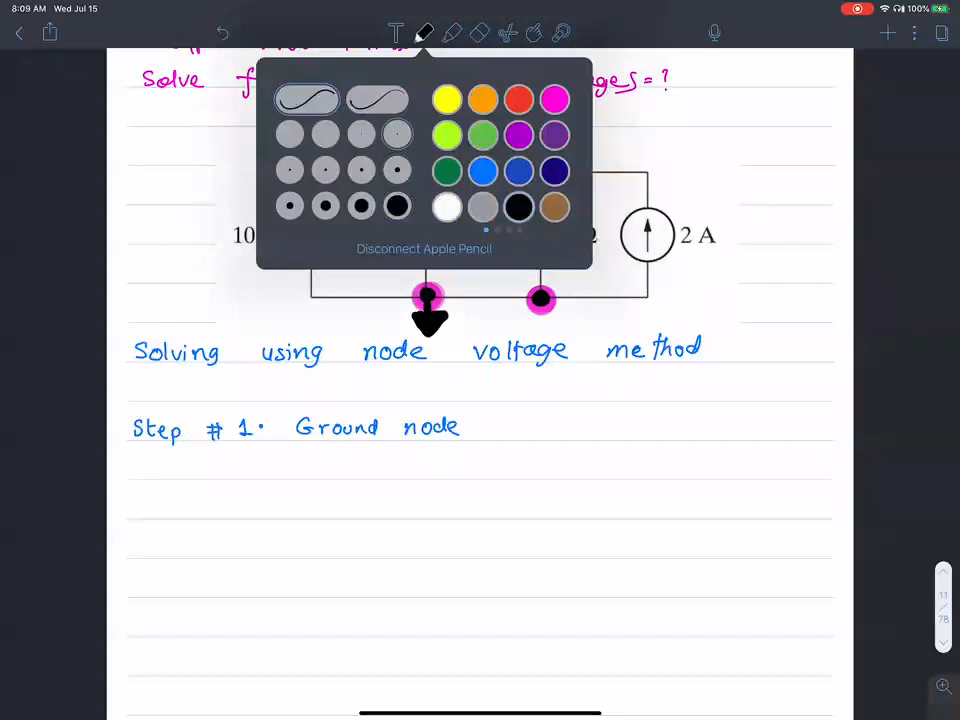 8:09 AM Wed Jul 15
100%
Solve
= ?
10
2 A
Disconnect Apple Pencil
Solving using node voltage method
Step # 1. Ground node
11
/
78